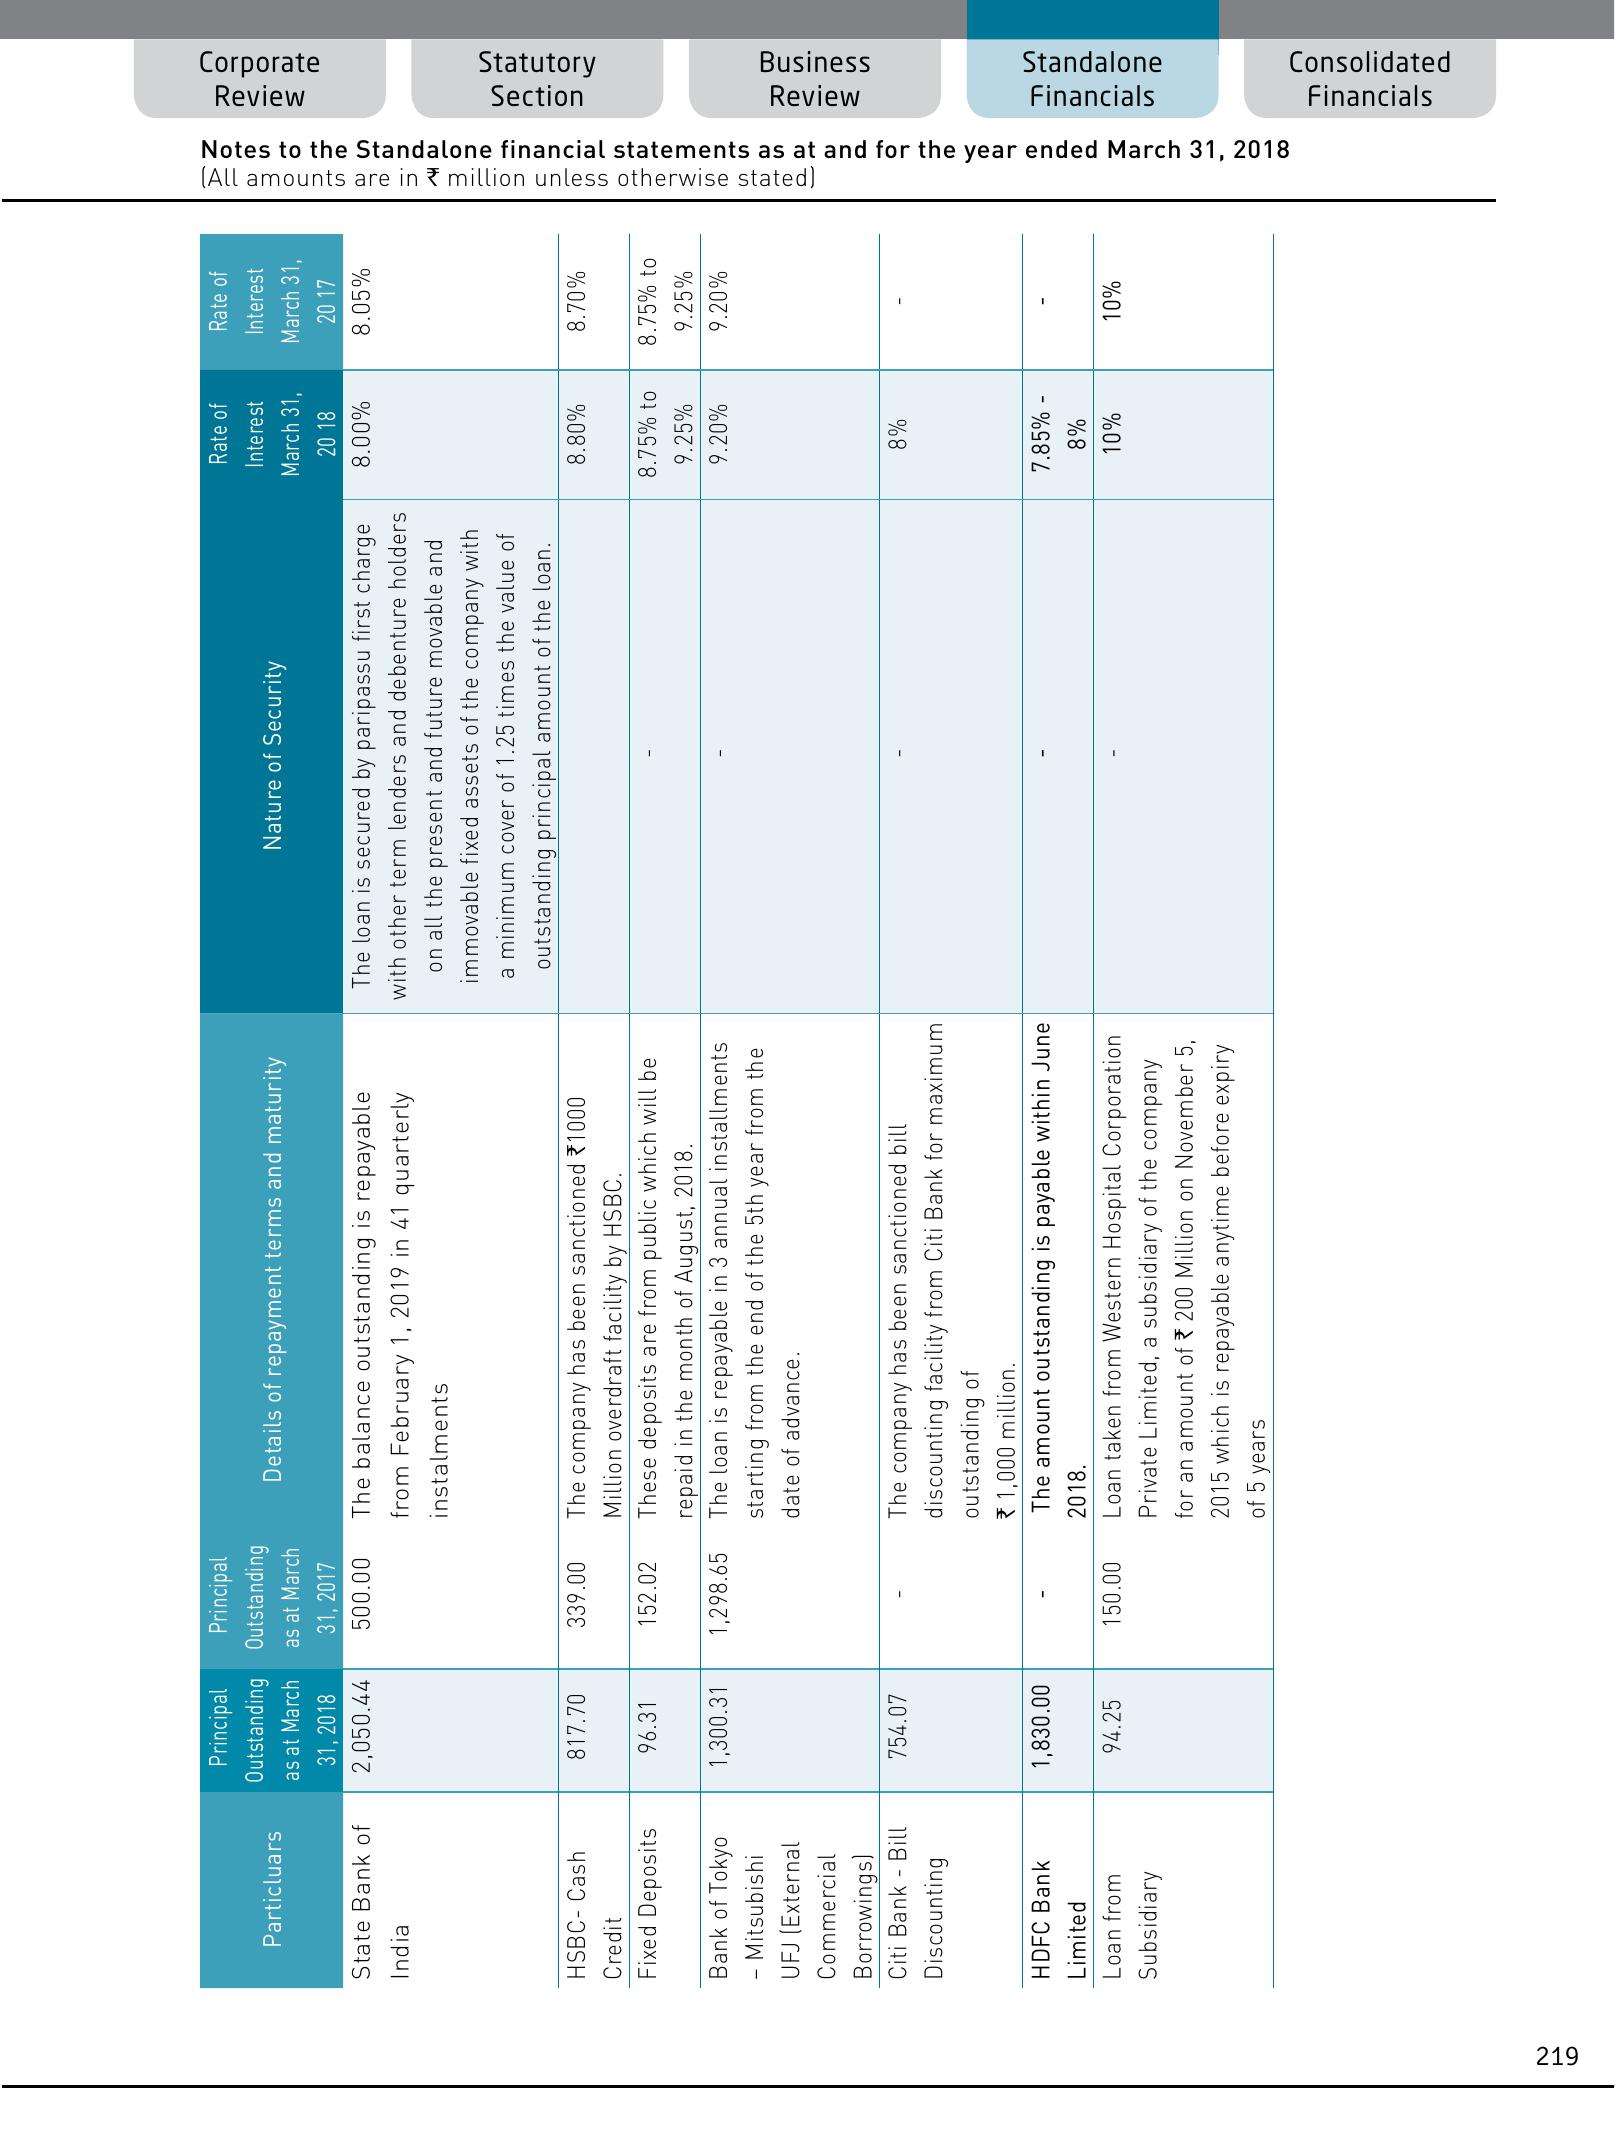 Corporate
Review
Statutory
Section
Business
Review
Standalone
Financials
Consolidated
Financials
Notes to the Standalone financial statements as at and for the year ended March 31, 2018
(All amounts are in ₹ million unless otherwise stated)
Particluars
Principal
Outstanding
as at March
31, 2018
Principal
Outstanding
as at March
31, 2017
Details of repayment terms and maturity
Nature of Security
Rate of
Interest
March 31,
20 18
Rate of
Interest
March 31,
20 17
State Bank of
India
2,050.44
500.00
The balance outstanding is repayable
from February 1, 2019 in 41 quarterly
instalments
The loan is secured by paripassu first charge
with other term lenders and debenture holders
on all the present and future movable and
immovable fixed assets of the company with
a minimum cover of 1.25 times the value of
outstanding principal amount of the loan.
8.00%
8.05%
HSBC- Cash
Credit
817.70
339.00
The company has been sanctioned ₹1000
Million overdraft facility by HSBC.
8.80%
8.70%
Fixed Deposits
96.31
152.02
These deposits are from public which will be
repaid in the month of August, 2018.
-
8.75% to
9.25%
8.75% to
9.25%
Bank of Tokyo
– Mitsubishi
UFJ (External
Commercial
Borrowings)
1,300.31
1,298.65
The loan is repayable in 3 annual installments
starting from the end of the 5th year from the
date of advance.
-
9.20%
9.20%
Citi Bank - Bill
Discounting
754.07
-
The company has been sanctioned bill
discounting facility from Citi Bank for maximum
outstanding of
₹ 1,000 million.
-
8%
-
HDFC Bank
Limited
1,830.00
-
The amount outstanding is payable within June
2018.
-
7.85% -
8%
-
Loan from
Subsidiary
94.25
150.00
Loan taken from Western Hospital Corporation
Private Limited, a subsidiary of the company
for an amount of ₹ 200 Million on November 5,
2015 which is repayable anytime before expiry
of 5 years
-
10%
10%
219